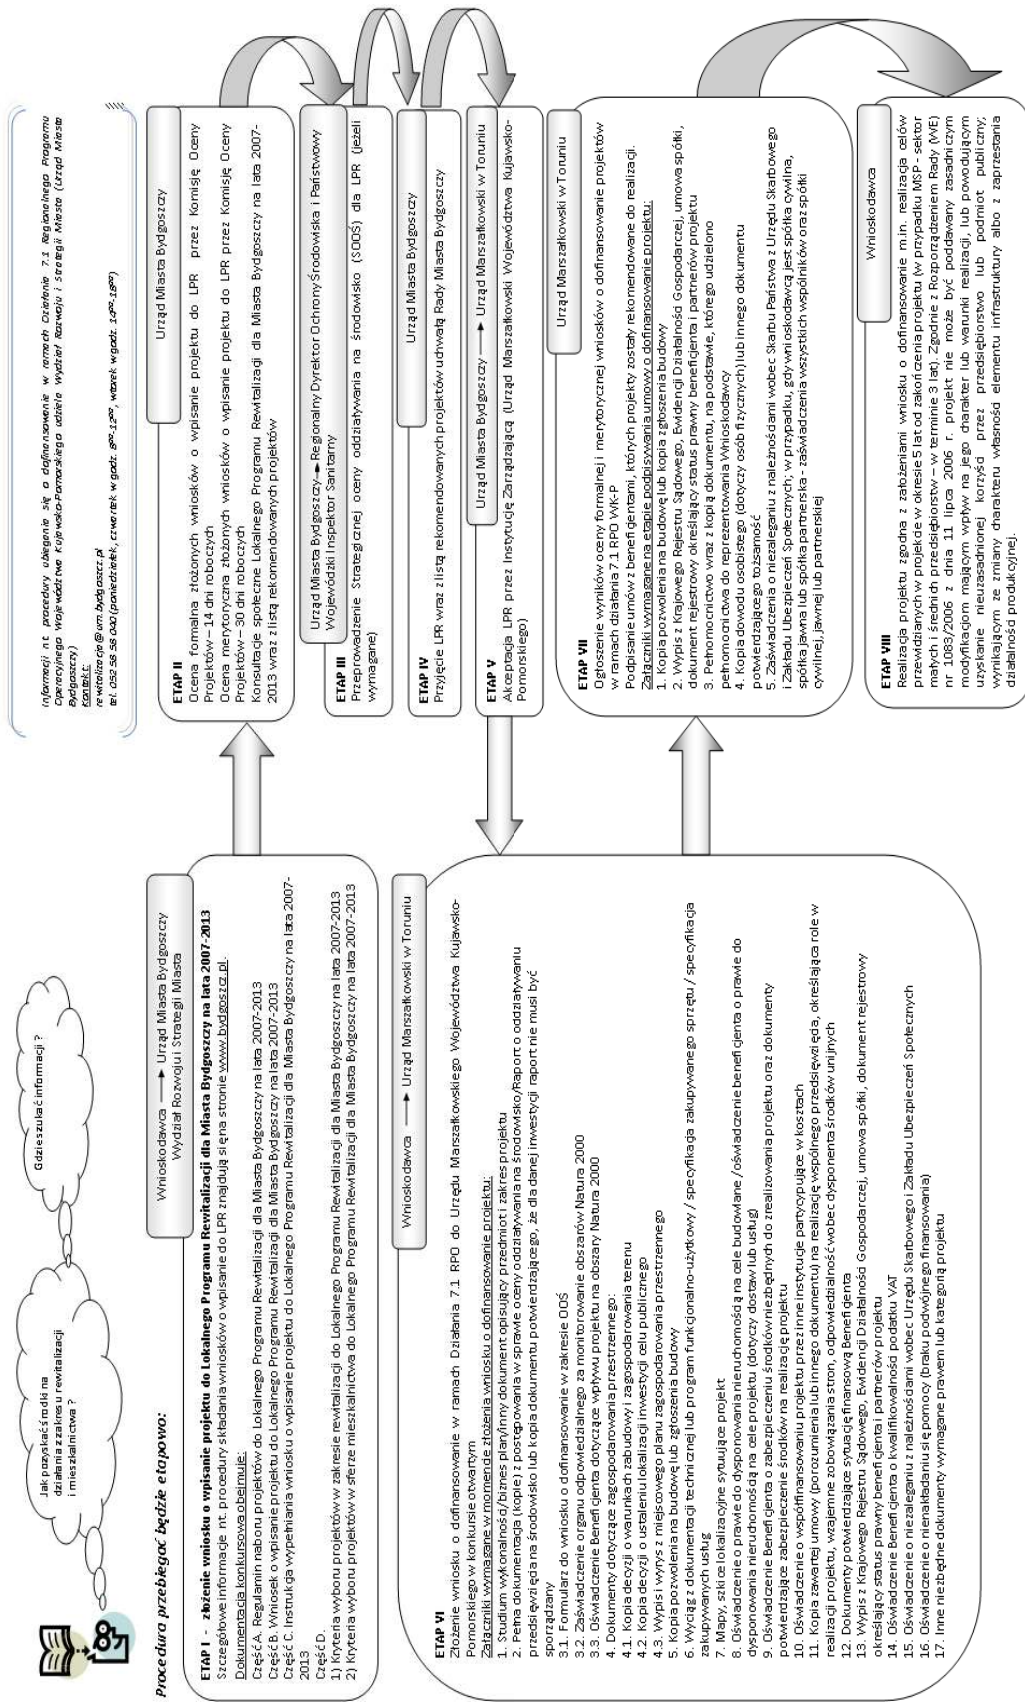 Jak pozyskać środki na
działania z zakresu rewitalizacji
i mieszkalnictwa ?
Gdzie szukać informacji ?
Informacji n.t. procedury ubiegania się o dofinansowanie w ramach Działania 7.1 Regionalnego Programu
Operacyjnego Województwa Kujawsko-Pomorskiego udziela Wydział Rozwoju i Strategii Miasta (Urząd Miasta
Bydgoszczy)
Kontakt:
rewitalizacja@um.bydgoszcz.pl
tel. 052 58 58 040 (poniedziałek, czwartek w godz. 8⁰⁰-12⁰⁰, wtorek w godz. 14⁰⁰-18⁰⁰)
Procedura przebiegać będzie etapowo:
Wnioskodawca → Urząd Miasta Bydgoszczy
Wydział Rozwoju i Strategii Miasta
ETAP I - złożenie wniosku o wpisanie projektu do Lokalnego Programu Rewitalizacji dla Miasta Bydgoszczy na lata 2007-2013
Szczegółowe informacje nt. procedury składania wniosków o wpisanie do LPR znajdują się na stronie www.bydgoszcz.pl.
Dokumentacja konkursowa obejmuje:
Część A. Regulamin naboru projektów do Lokalnego Programu Rewitalizacji dla Miasta Bydgoszczy na lata 2007-2013
Część B. Wniosek o wpisanie projektu do Lokalnego Programu Rewitalizacji dla Miasta Bydgoszczy na lata 2007-2013
Część C. Instrukcja wypełniania wniosku o wpisanie projektu do Lokalnego Programu Rewitalizacji dla Miasta Bydgoszczy na lata 2007-
2013
Część D.
1) Kryteria wyboru projektów w zakresie rewitalizacji do Lokalnego Programu Rewitalizacji dla Miasta Bydgoszczy na lata 2007-2013
2) Kryteria wyboru projektów w sferze mieszkalnictwa do Lokalnego Programu Rewitalizacji dla Miasta Bydgoszczy na lata 2007-2013
Urząd Miasta Bydgoszczy
ETAP II
Ocena formalna złożonych wniosków o wpisanie projektu do LPR przez Komisję Oceny
Projektów – 14 dni roboczych
Ocena merytoryczna złożonych wniosków o wpisanie projektu do LPR przez Komisję Oceny
Projektów – 30 dni roboczych
Konsultacje społeczne Lokalnego Programu Rewitalizacji dla Miasta Bydgoszczy na lata 2007-
2013 wraz z listą rekomendowanych projektów
Urząd Miasta Bydgoszczy → Regionalny Dyrektor Ochrony Środowiska i Państwowy
Wojewódzki Inspektor Sanitarny
ETAP III
Przeprowadzenie Strategicznej oceny oddziaływania na środowisko (SOOŚ) dla LPR (jeżeli
wymagane)
Urząd Miasta Bydgoszczy
ETAP IV
Przyjęcie LPR wraz z listą rekomendowanych projektów uchwałą Rady Miasta Bydgoszczy
Urząd Miasta Bydgoszczy → Urząd Marszałkowski w Toruniu
ETAP V
Akceptacja LPR przez Instytucję Zarządzającą (Urząd Marszałkowski Województwa Kujawsko-
Pomorskiego)
Wnioskodawca → Urząd Marszałkowski w Toruniu
ETAP VI
Złożenie wniosku o dofinansowanie w ramach Działania 7.1 RPO do Urzędu Marszałkowskiego Województwa Kujawsko-
Pomorskiego w konkursie otwartym
Załączniki wymagane w momencie złożenia wniosku o dofinansowanie projektu:
1. Studium wykonalności/biznes plan/inny dokument opisujący przedmiot i zakres projektu
2. Pełna dokumentacja (kopie) z postępowania w sprawie oceny oddziaływania na środowisko/Raport o oddziaływaniu
przedsięwzięcia na środowisko lub kopia dokumentu potwierdzającego, że dla danej inwestycji raport nie musi być
sporządzany
3.1. Formularz do wniosku o dofinansowanie w zakresie OOŚ
3.2. Zaświadczenie organu odpowiedzialnego za monitorowanie obszarów Natura 2000
3.3. Oświadczenie Beneficjenta dotyczące wpływu projektu na obszary Natura 2000
4. Dokumenty dotyczące zagospodarowania przestrzennego:
4.1. Kopia decyzji o warunkach zabudowy i zagospodarowania terenu
4.2. Kopia decyzji o ustaleniu lokalizacji inwestycji celu publicznego
4.3. Wypis i wyrys z miejscowego planu zagospodarowania przestrzennego
5. Kopia pozwolenia na budowę lub zgłoszenia budowy
6. Wyciąg z dokumentacji technicznej lub program funkcjonalno-użytkowy / specyfikacja zakupywanego sprzętu / specyfikacja
zakupywanych usług
7. Mapy, szkice lokalizacyjne sytuujące projekt
8. Oświadczenie o prawie do dysponowania nieruchomością na cele budowlane / oświadczenie beneficjenta o prawie do
dysponowania nieruchomością na cele projektu (dotyczy dostaw lub usług)
9. Oświadczenie Beneficjenta o zabezpieczeniu środków niezbędnych do zrealizowania projektu oraz dokumenty
potwierdzające zabezpieczenie środków na realizację projektu
10. Oświadczenie o współfinansowaniu projektu przez inne instytucje partycypujące w kosztach
11. Kopia zawartej umowy (porozumienia lub innego dokumentu) na realizację wspólnego przedsięwzięcia, określająca role w
realizacji projektu, wzajemne zobowiązania stron, odpowiedzialność wobec dysponenta środków unijnych
12. Dokumenty potwierdzające sytuację finansową Beneficjenta
13. Wypis z Krajowego Rejestru Sądowego, Ewidencji Działalności Gospodarczej, umowa spółki, dokument rejestrowy
określający status prawny beneficjenta i partnerów projektu
14. Oświadczenie Beneficjenta o kwalifikowalności podatku VAT
15. Oświadczenie o niezaleganiu z należnościami wobec Urzędu Skarbowego i Zakładu Ubezpieczeń Społecznych
16. Oświadczenie o nienakładaniu się pomocy (braku podwójnego finansowania)
17. Inne niezbędne dokumenty wymagane prawem lub kategorią projektu
Urząd Marszałkowski w Toruniu
ETAP VII
Ogłoszenie wyników oceny formalnej i merytorycznej wniosków o dofinansowanie projektów
w ramach działania 7.1 RPO WK-P
Podpisanie umów z beneficjentami, których projekty zostały rekomendowane do realizacji.
Załączniki wymagane na etapie podpisywania umowy o dofinansowanie projektu:
1. Kopia pozwolenia na budowę lub kopia zgłoszenia budowy
2. Wypis z Krajowego Rejestru Sądowego, Ewidencji Działalności Gospodarczej, umowa spółki,
dokument rejestrowy określający status prawny beneficjenta i partnerów projektu
3. Pełnomocnictwo wraz z kopią dokumentu, na podstawie, którego udzielono
pełnomocnictwa do reprezentowania Wnioskodawcy
4. Kopia dowodu osobistego (dotyczy osób fizycznych) lub innego dokumentu
potwierdzającego tożsamość
5. Zaświadczenia o niezaleganiu z należnościami wobec Skarbu Państwa z Urzędu Skarbowego
i Zakładu Ubezpieczeń Społecznych; w przypadku, gdy wnioskodawcą jest spółka cywilna,
spółka jawna lub spółka partnerska - zaświadczenia wszystkich wspólników oraz spółki
cywilnej, jawnej lub partnerskiej
Wnioskodawca
ETAP VIII
Realizacja projektu zgodna z założeniami wniosku o dofinansowanie m.in. realizacja celów
przewidzianych w projekcie w okresie 5 lat od zakończenia projektu (w przypadku MSP - sektor
małych i średnich przedsiębiorstw – w terminie 3 lat). Zgodnie z Rozporządzeniem Rady (WE)
nr 1083/2006 z dnia 11 lipca 2006 r. projekt nie może być poddawany zasadniczym
modyfikacjom mającym wpływ na jego charakter lub warunki realizacji, lub powodującym
uzyskanie nieuzasadnionej korzyści przez przedsiębiorstwo lub podmiot publiczny;
wynikającym ze zmiany charakteru własności elementu infrastruktury albo z zaprzestania
działalności produkcyjnej.